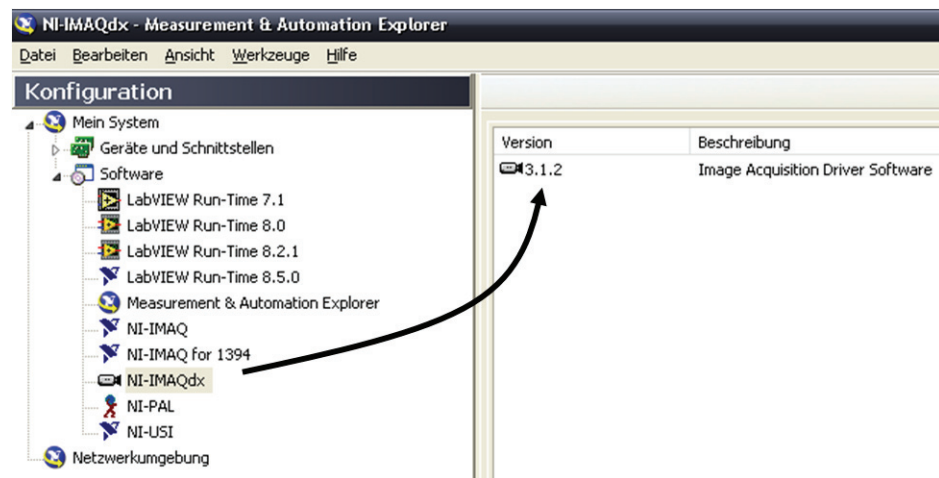 NI-IMAQdx - Measurement & Automation Explorer
Datei Bearbeiten Ansicht Werkzeuge Hilfe
Konfiguration
Mein System
Geräte und Schnittstellen
Software
LabVIEW Run-Time 7.1
LabVIEW Run-Time 8.0
LabVIEW Run-Time 8.2.1
LabVIEW Run-Time 8.5.0
Measurement & Automation Explorer
NI-IMAQ
NI-IMAQ for 1394
NI-IMAQdx
NI-PAL
NI-USI
Netzwerkumgebung
Version Beschreibung
3.1.2 Image Acquisition Driver Software